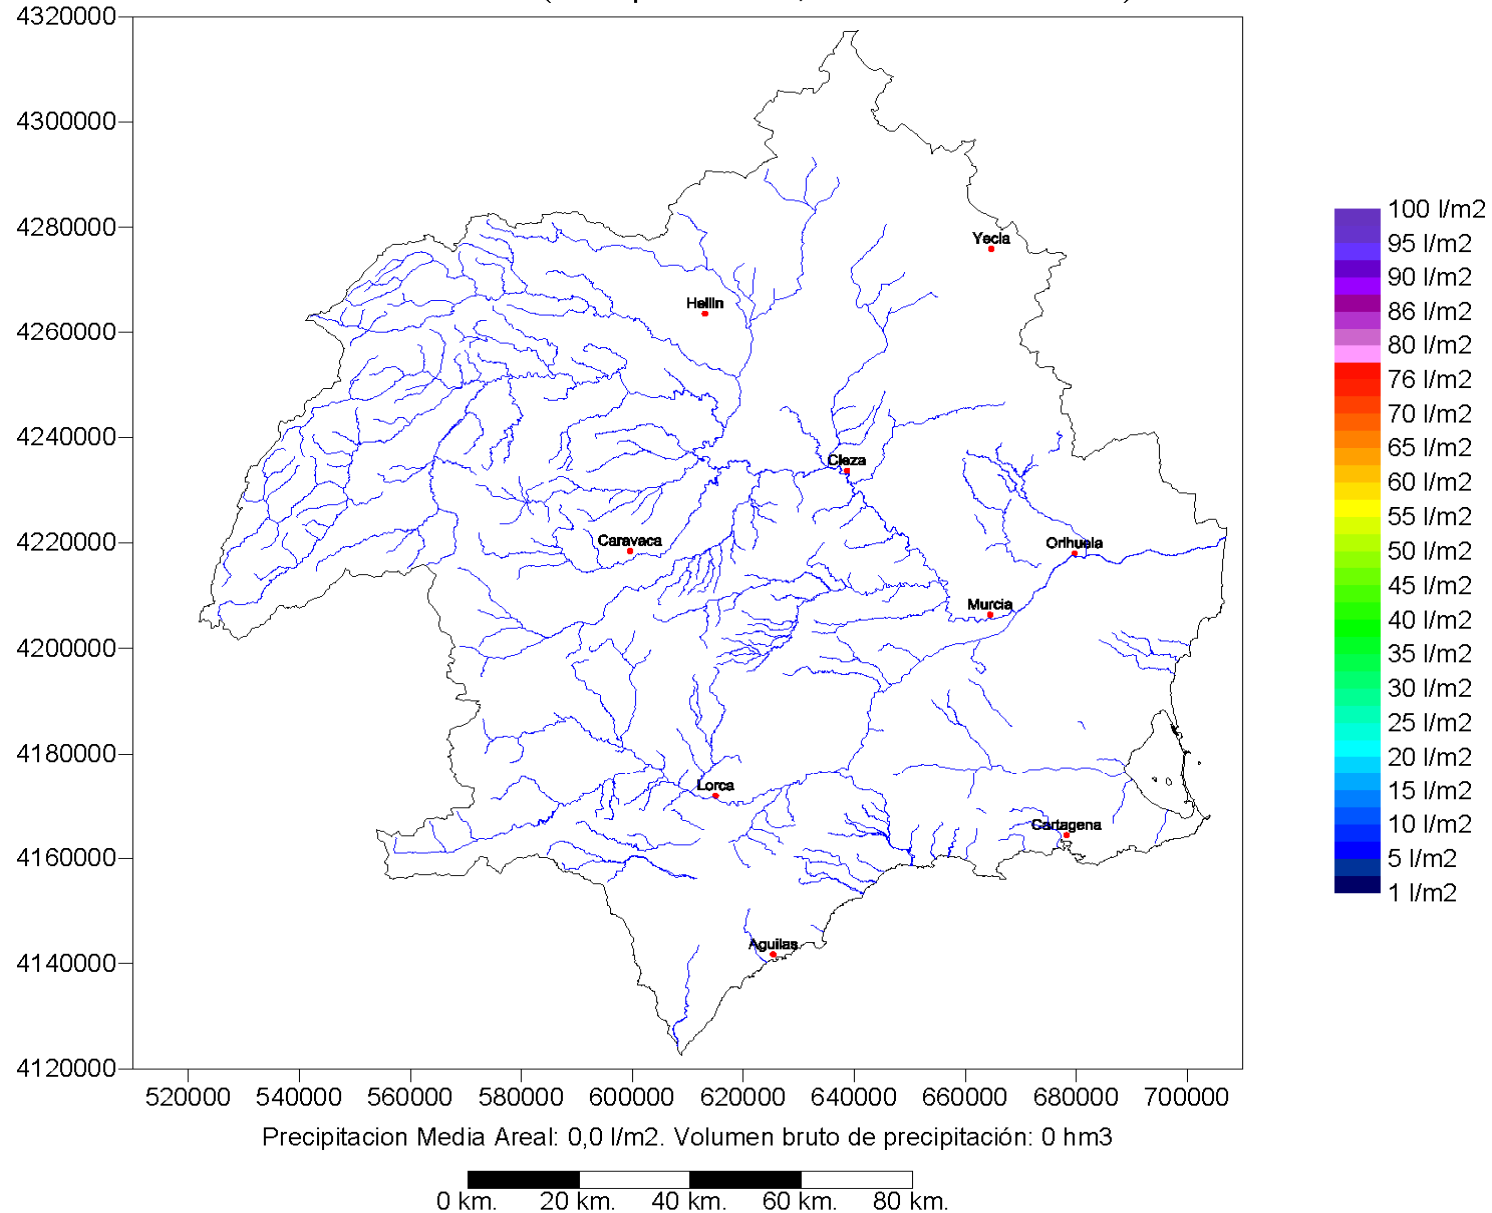 4320000
4300000
4280000
4260000
4240000
4220000
4200000
4180000
4160000
4140000
4120000
Yecla
Hellin
Cieza
Caravaca
Orihuela
Murcia
Lorca
Cartagena
Aguilas
100 l/m2
95 l/m2
90 l/m2
86 l/m2
80 l/m2
76 l/m2
70 l/m2
65 l/m2
60 l/m2
55 l/m2
50 l/m2
45 l/m2
40 l/m2
35 l/m2
30 l/m2
25 l/m2
20 l/m2
15 l/m2
10 l/m2
5 l/m2
1 l/m2
520000 540000 560000 580000 600000 620000 640000 660000 680000 700000
Precipitacion Media Areal: 0,0 l/m2. Volumen bruto de precipitación: 0 hm3
0 km. 20 km. 40 km. 60 km. 80 km.